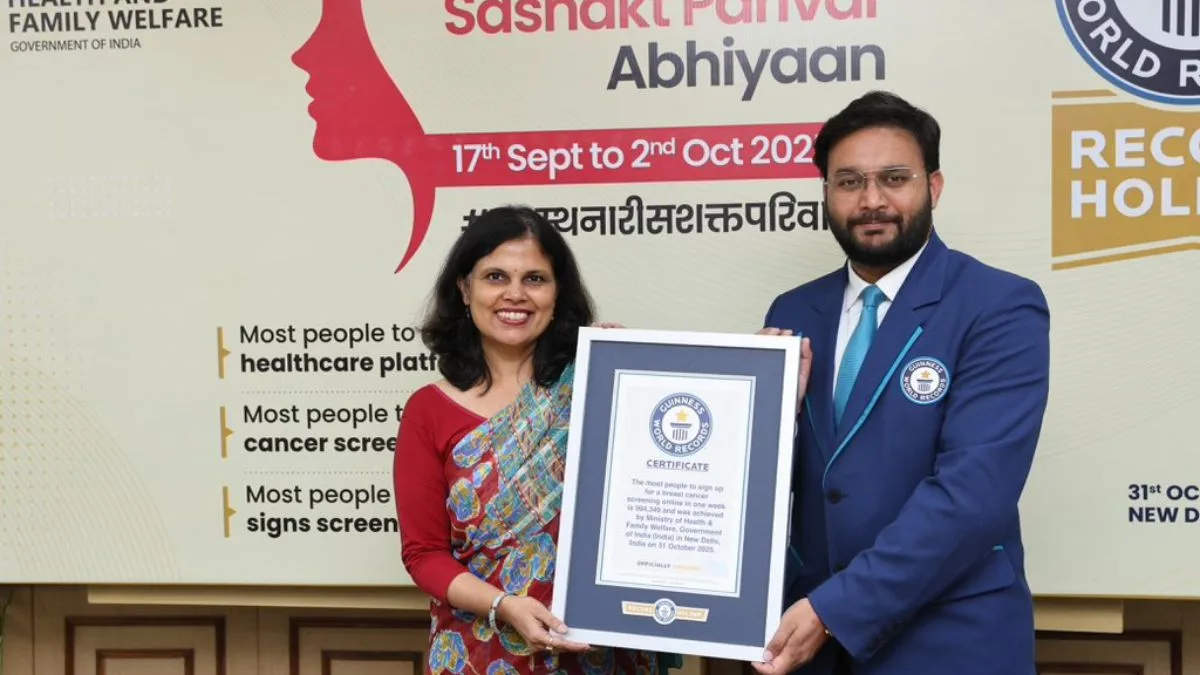 HEALTH AND
FAMILY WELFARE
GOVERNMENT OF INDIA
Sashakt Parivar
Abhiyaan
17th Sept to 2nd Oct 202
नारीसशक्तपरिवा
Most people to
healthcare platf
Most people t
cancer scree
Most people
signs screen
WORLD R
RECO
HOL
31st OC
NEW D
GUINNESS
WORLD RECORDS
CERTIFICATE
The most people to sign up
for a breast cancer
screening online in one week
is 994,349 and was achieved
by Ministry of Health &
Family Welfare, Government
of India (India) in New Delhi,
India on 31 October 2025.
OFFICIALLY AMAZING
RECORD HOLDER
GUINNESS
WORLD RECORDS